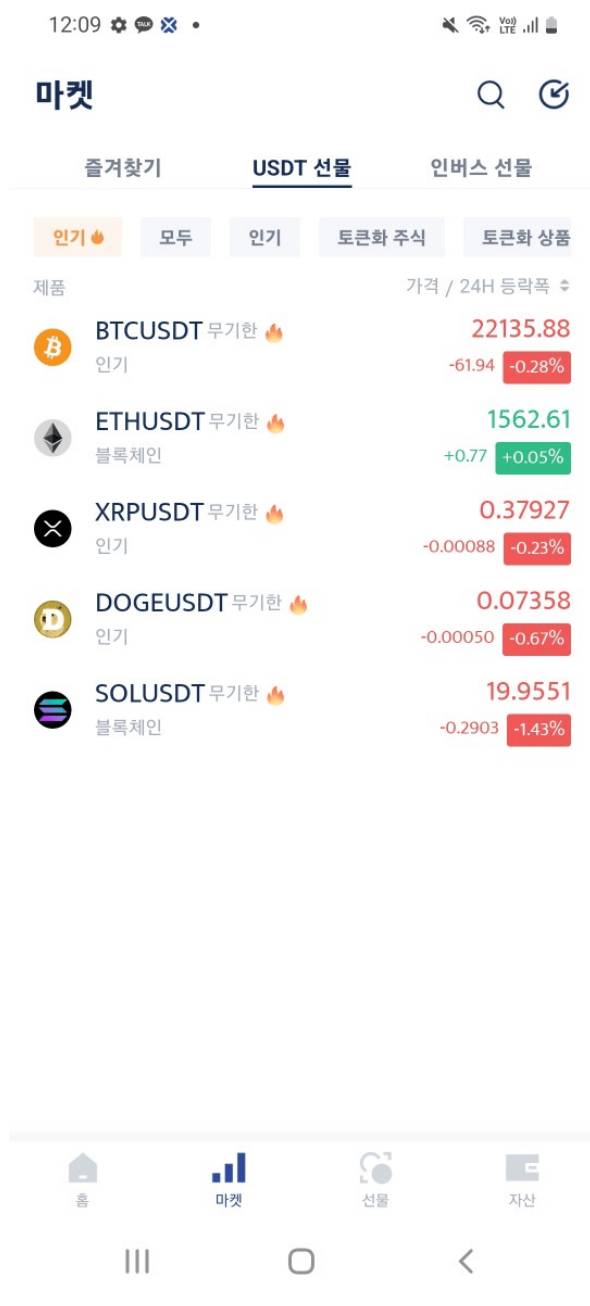 12:09
TALK
Vo))
LTE
마켓
즐겨찾기 USDT 선물 인버스 선물
인기 모두 인기 토큰화 주식 토큰화 상품
제품 가격 / 24H 등락폭
BTCUSDT 무기한 22135.88
인기 -61.94 -0.28%
ETHUSDT 무기한 1562.61
블록체인 +0.77 +0.05%
XRPUSDT 무기한 0.37927
인기 -0.00088 -0.23%
DOGEUSDT 무기한 0.07358
인기 -0.00050 -0.67%
SOLUSDT 무기한 19.9551
블록체인 -0.2903 -1.43%
홈 마켓 선물 자산